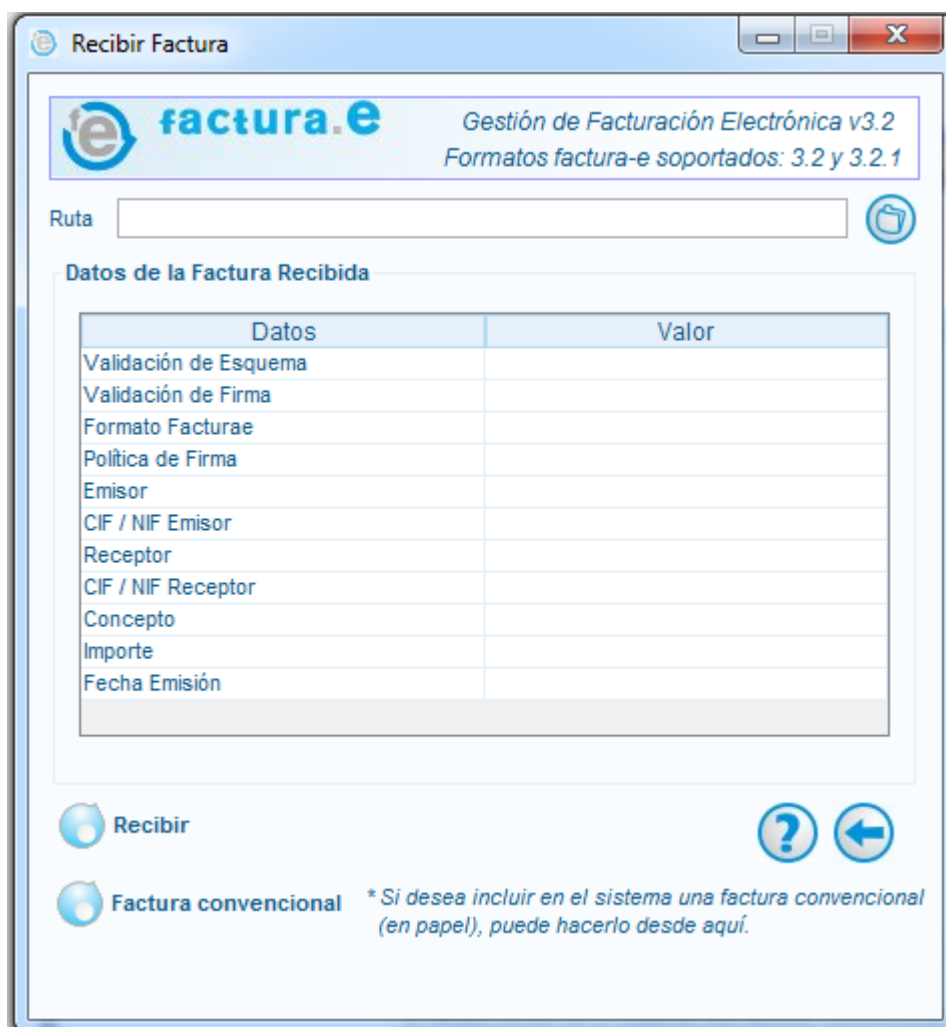 Recibir Factura
factura.e
Gestión de Facturación Electrónica v3.2
Formatos factura-e soportados: 3.2 y 3.2.1
Ruta
Datos de la Factura Recibida
Datos Valor
Validación de Esquema
Validación de Firma
Formato Facturae
Política de Firma
Emisor
CIF / NIF Emisor
Receptor
CIF / NIF Receptor
Concepto
Importe
Fecha Emisión
Recibir
?
Factura convencional * Si desea incluir en el sistema una factura convencional
(en papel), puede hacerlo desde aquí.